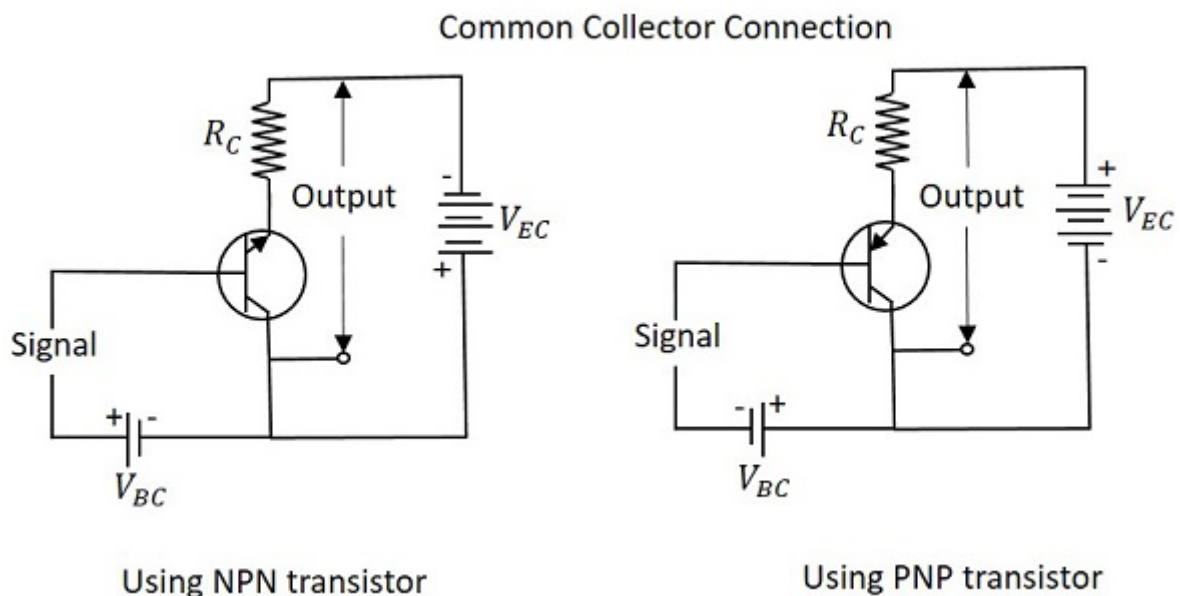 Common Collector Connection
R_C
Output
-
V_EC
+
Signal
+ -
V_BC
Using NPN transistor
R_C
Output
+
V_EC
-
Signal
- +
V_BC
Using PNP transistor